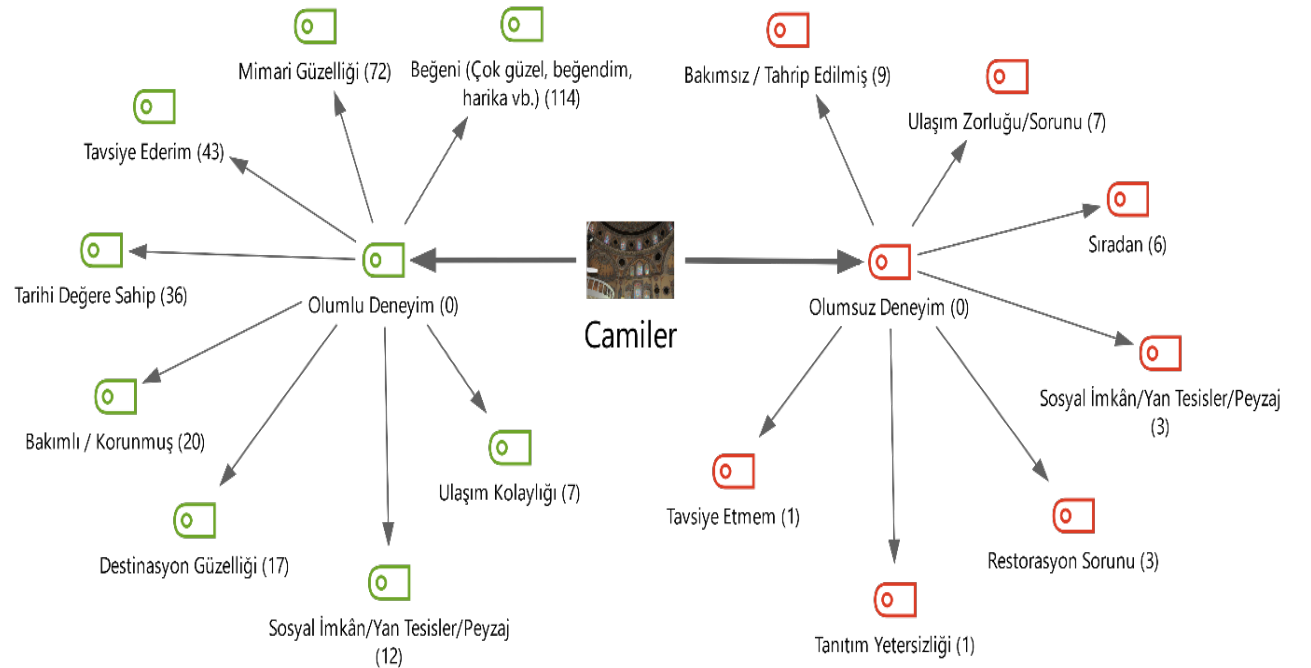 Mimari Güzelliği (72)
Beğeni (Çok güzel, beğendim,
harika vb.) (114)
Tavsiye Ederim (43)
Tarihi Değere Sahip (36)
Olumlu Deneyim (0)
Bakımlı / Korunmuş (20)
Ulaşım Kolaylığı (7)
Destinasyon Güzelliği (17)
Sosyal İmkân/Yan Tesisler/Peyzaj
(12)
Camiler
Bakımsız / Tahrip Edilmiş (9)
Ulaşım Zorluğu/Sorunu (7)
Sıradan (6)
Olumsuz Deneyim (0)
Sosyal İmkân/Yan Tesisler/Peyzaj
(3)
Tavsiye Etmem (1)
Restorasyon Sorunu (3)
Tanıtım Yetersizliği (1)